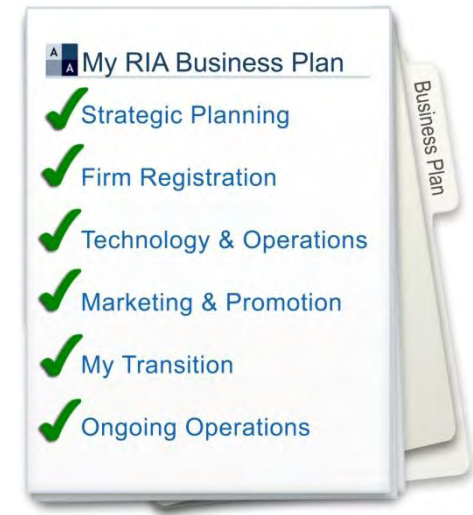 A
A
My RIA Business Plan
Strategic Planning
Firm Registration
Technology & Operations
Marketing & Promotion
My Transition
Ongoing Operations
Business Plan